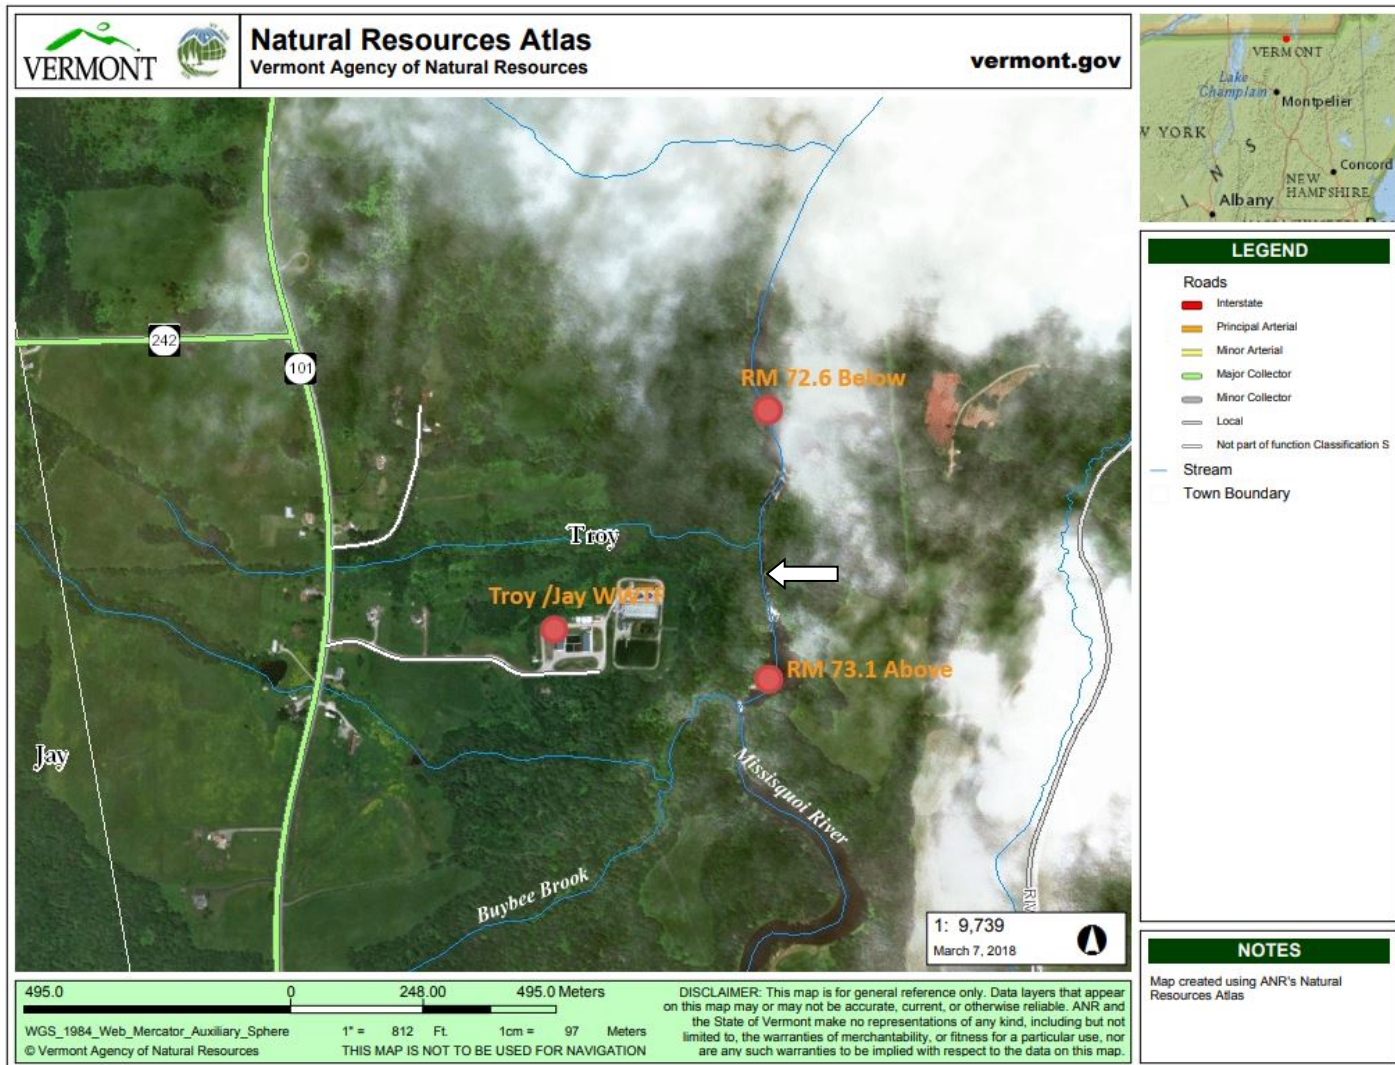 VERMONT
Natural Resources Atlas
Vermont Agency of Natural Resources
vermont.gov
VERMONT
Lake
Champlain
Montpelier
W YORK
N S
I
Concord
NEW
HAMPSHIRE
Albany
242
101
RM 72.6 Below
Troy
Troy /Jay WWTF
RM 73.1 Above
Jay
Missisquoi River
Buybee Brook
RIV
1: 9,739
March 7, 2018
LEGEND
Roads
Interstate
Principal Arterial
Minor Arterial
Major Collector
Minor Collector
Local
Not part of function Classification S
Stream
Town Boundary
NOTES
Map created using ANR's Natural
Resources Atlas
495.0 0 248.00 495.0 Meters
WGS_1984_Web_Mercator_Auxiliary_Sphere 1" = 812 Ft. 1cm = 97 Meters
© Vermont Agency of Natural Resources THIS MAP IS NOT TO BE USED FOR NAVIGATION
DISCLAIMER: This map is for general reference only. Data layers that appear
on this map may or may not be accurate, current, or otherwise reliable. ANR and
the State of Vermont make no representations of any kind, including but not
limited to, the warranties of merchantability, or fitness for a particular use, nor
are any such warranties to be implied with respect to the data on this map.